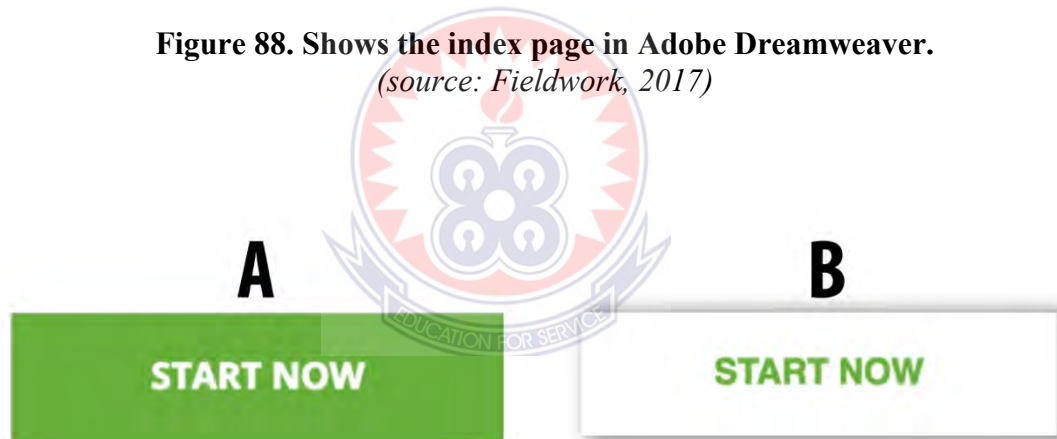 Figure 88. Shows the index page in Adobe Dreamweaver.
(source: Fieldwork, 2017)
A
B
EDUCATION FOR SERVICE
START NOW
START NOW